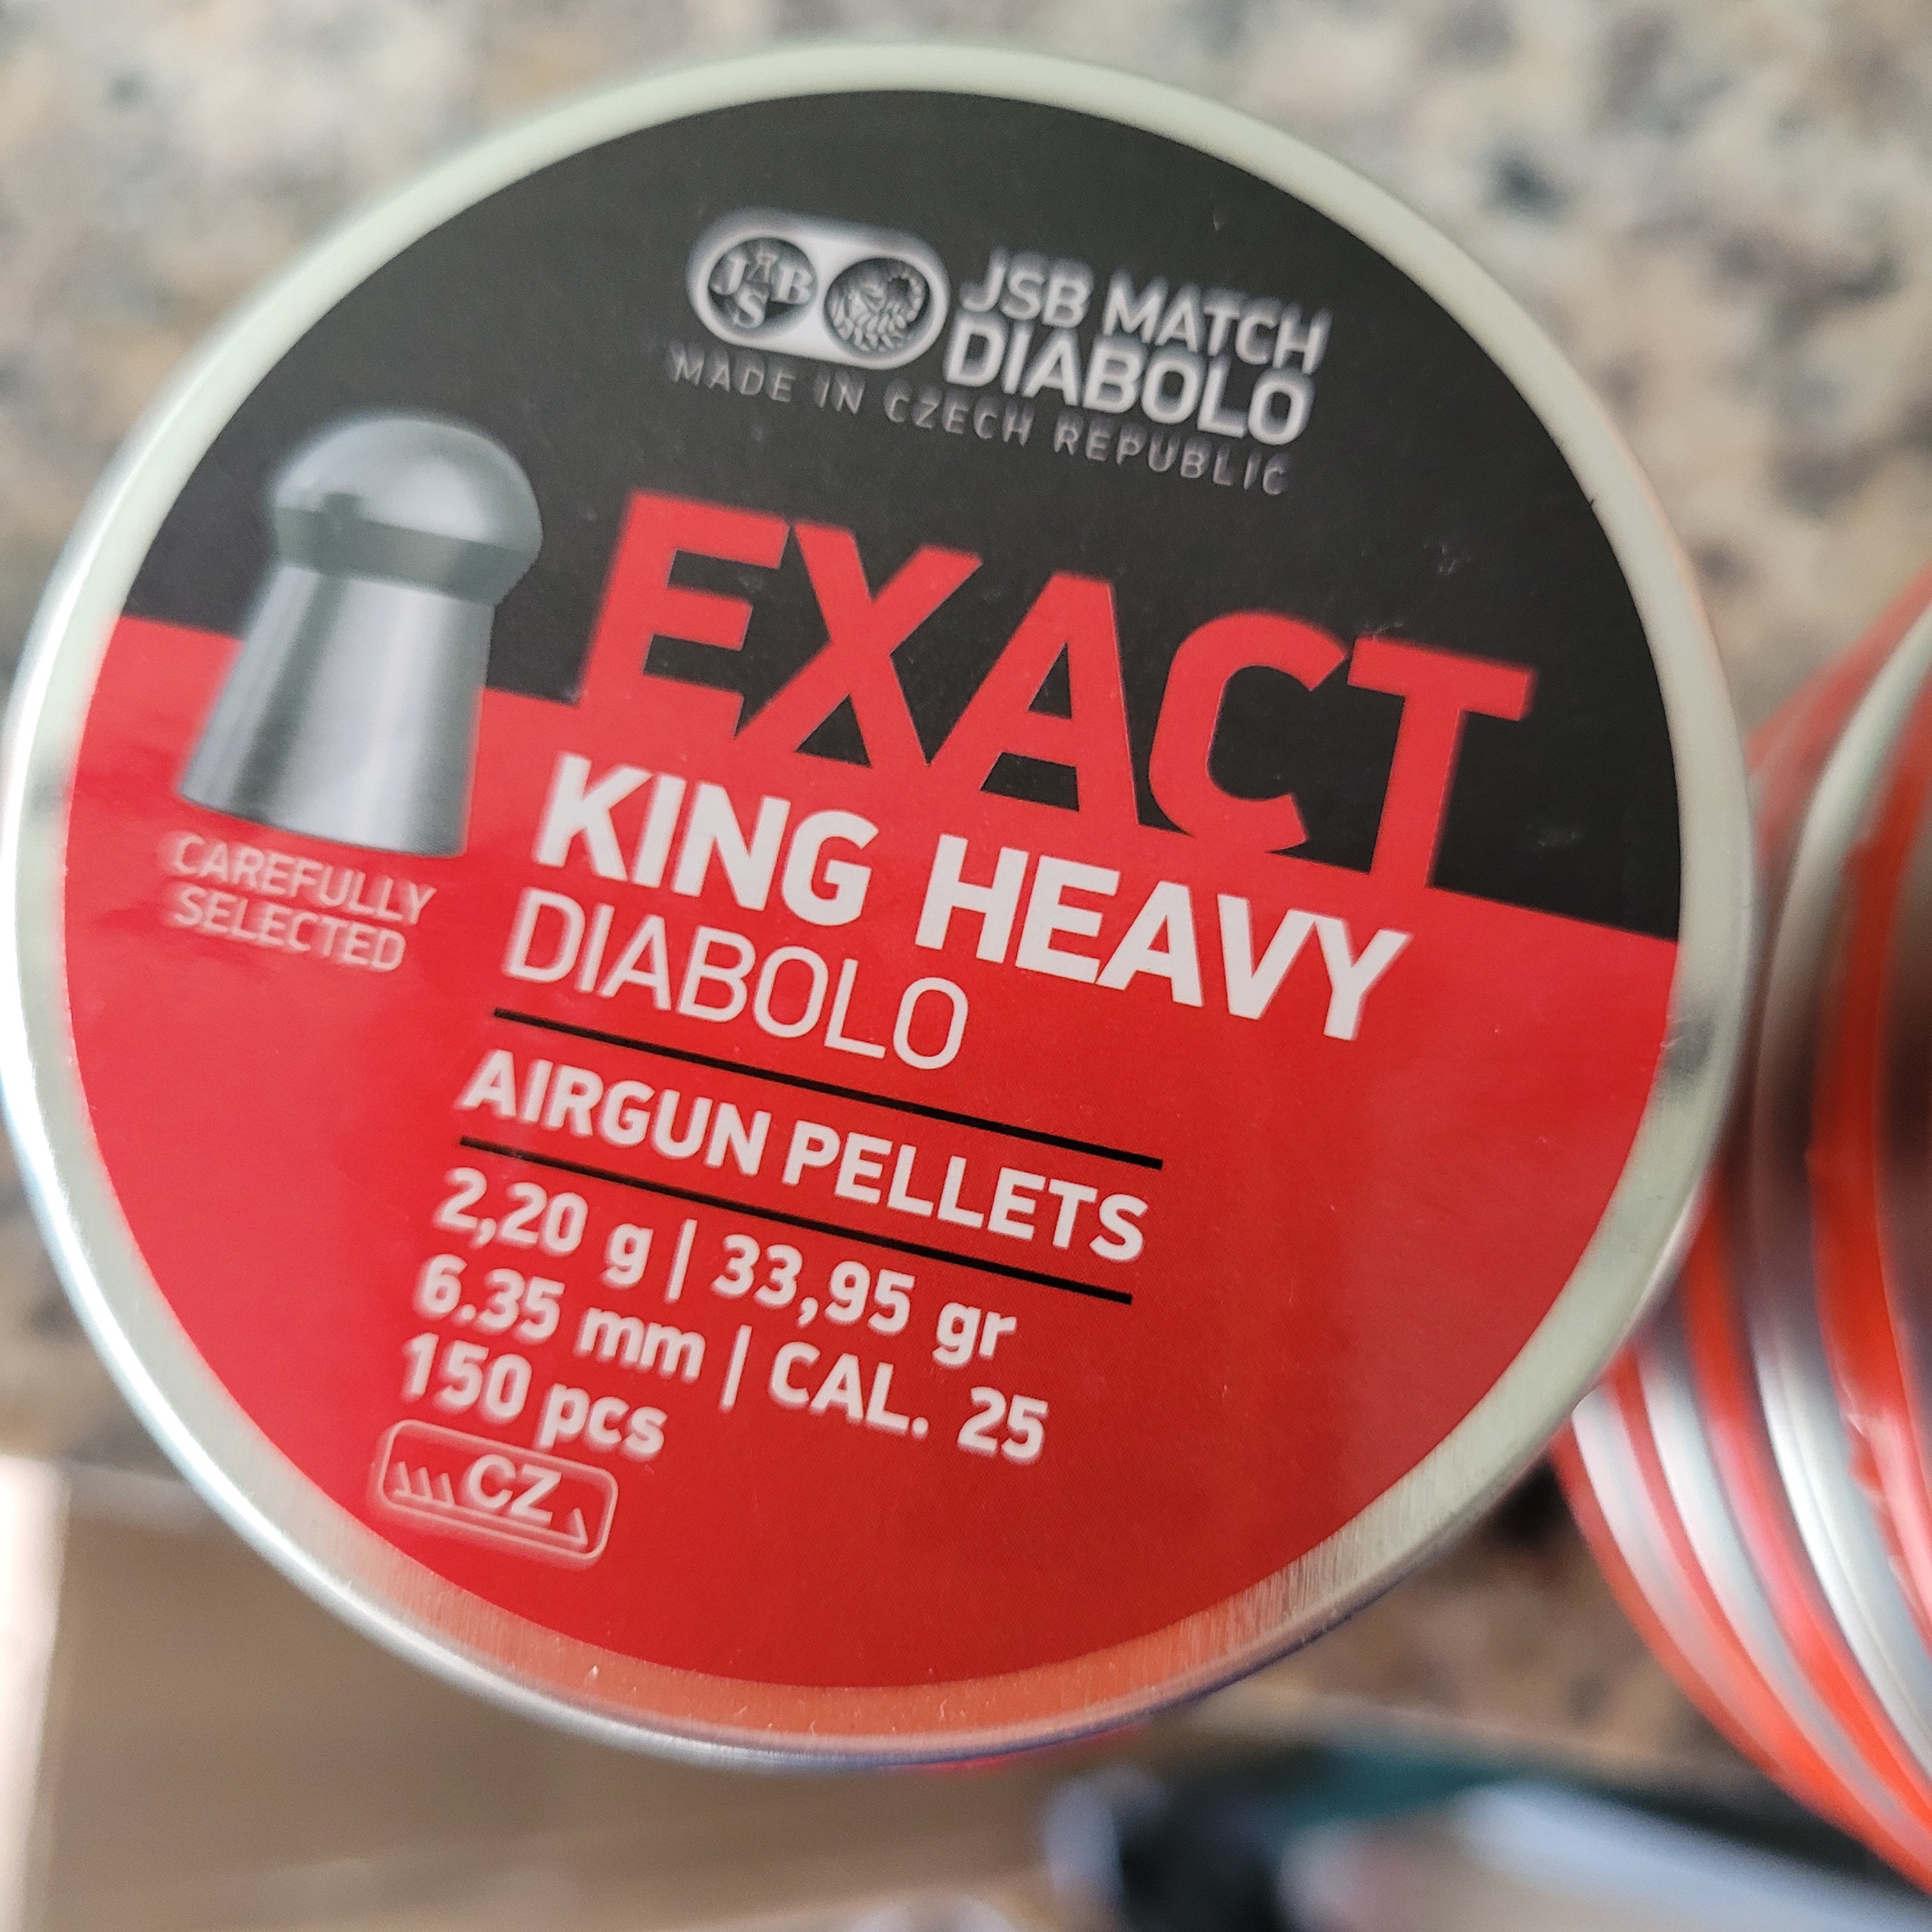 JSB
JSB MATCH
DIABOLO
MADE IN CZECH REPUBLIC
EXACT
KING HEAVY
DIABOLO
CAREFULLY
SELECTED
AIRGUN PELLETS
2,20 g | 33,95 gr
6.35 mm | CAL. 25
150 pcs
CZ